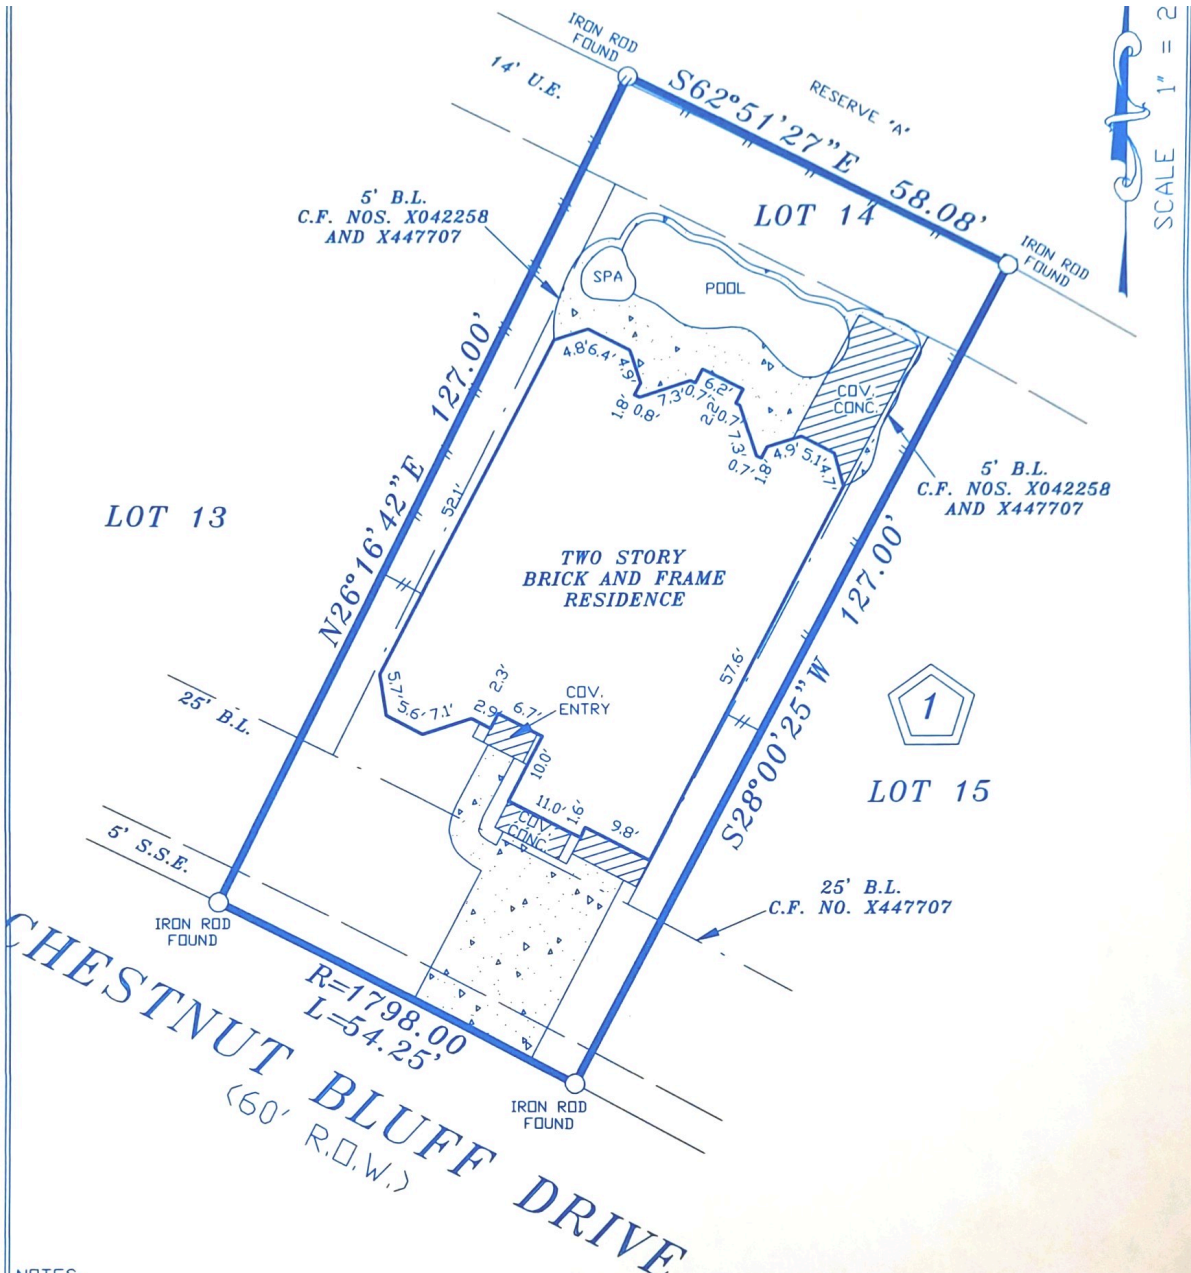 IRON ROD
FOUND
14' U.E.
S62°51'27"E 58.08'
RESERVE 'A'
SCALE 1" = 2
LOT 14
IRON ROD
FOUND
5' B.L.
C.F. NOS. X042258
AND X447707
SPA
POOL
4.8'
6.4'
4.9'
1.8'
0.8'
7.3'
0.7'
6.2'
0.7'
7.3'
0.7'
1.8'
4.9'
5.1'
4.7'
COV.
CONC.
5' B.L.
C.F. NOS. X042258
AND X447707
N26°16'42"E 127.00'
LOT 13
52.1'
TWO STORY
BRICK AND FRAME
RESIDENCE
57.6'
S28°00'25"W 127.00'
1
LOT 15
25' B.L.
5.7'
5.6'
7.1'
2.9'
2.3'
6.7'
COV.
ENTRY
10.0'
11.0'
1.6'
9.8'
COV.
CONC.
25' B.L.
C.F. NO. X447707
5' S.S.E.
IRON ROD
FOUND
R=1798.00
L=54.25'
IRON ROD
FOUND
CHESTNUT BLUFF DRIVE
(60' R.O.W.)